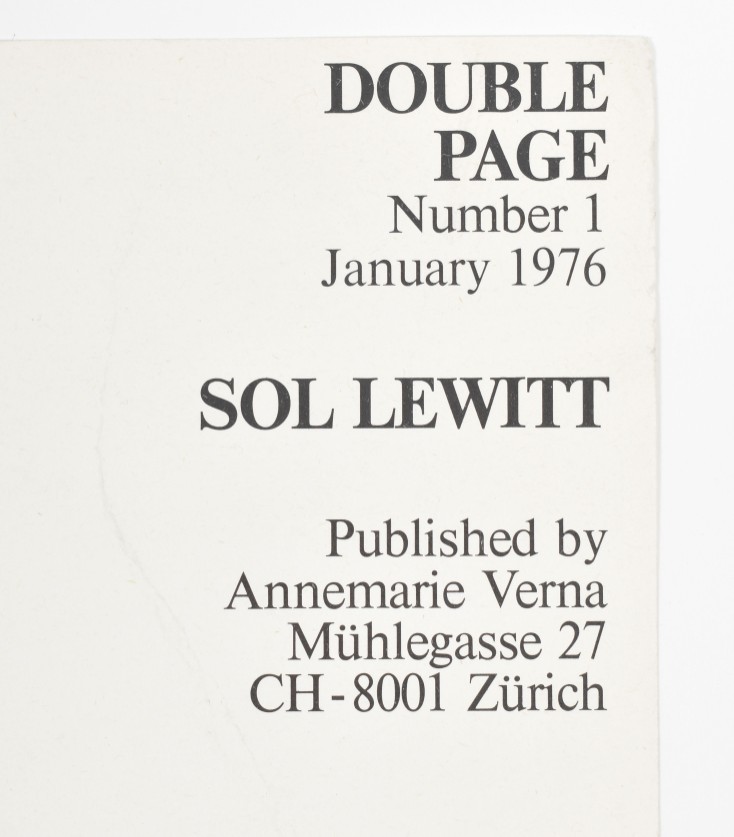 DOUBLE
PAGE
Number 1
January 1976
SOL LEWITT
Published by
Annemarie Verna
Mühlegasse 27
CH-8001 Zürich